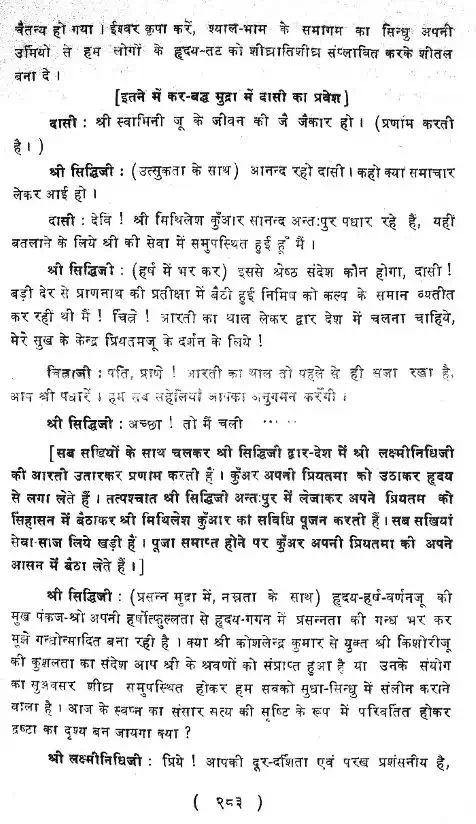 चैतन्य हो गया । ईश्वर कृपा करें, श्याल-भाम के समागम का सिन्धु अपनी
उर्मियों से हम लोगों के हृदय-तट को शीघ्रातिशीघ्र संप्लावित करके शीतल
बना दे ।
[इतने में कर-बद्ध मुद्रा में दासी का प्रवेश]
दासी : श्री स्वामिनी जू के जीवन की जै जैकार हो । (प्रणाम करती
है । )
श्री सिद्धिजी : (उत्सुकता के साथ) आनन्द रहो दासी । कहो क्या समाचार
लेकर आई हो ।
दासी : देवि ! श्री मिथिलेश कुँआर सानन्द अन्तःपुर पधार रहे हैं, यही
बतलाने के लिये श्री की सेवा में समुपस्थित हुई हूँ मैं ।
श्री सिद्धिजी : (हर्ष में भर कर) इससे श्रेष्ठ संदेश कौन होगा, दासी !
बड़ी देर से प्राणनाथ की प्रतीक्षा में बैठी हुई निमिष को कल्प के समान व्यतीत
कर रही थी मैं ! चित्रे ! आरती का थाल लेकर द्वार देश में चलना चाहिये,
मेरे सुख के केन्द्र प्रियतमजू के दर्शन के लिये !
चित्राजी : पति, प्राणे ! आरती का थाल तो पहले से ही सजा रखा है,
आप श्री पधारें । हम सब सहेलियाँ आपका अनुगमन करेंगी ।
श्री सिद्धिजी : अच्छा ! तो मैं चली .....
[सब सखियों के साथ चलकर श्री सिद्धिजी द्वार-देश में श्री लक्ष्मीनिधिजी
की आरती उतारकर प्रणाम करती हैं । कुँअर अपनी प्रियतमा को उठाकर हृदय
से लगा लेते हैं । तत्पश्चात श्री सिद्धिजी अन्तःपुर में लेजाकर अपने प्रियतम को
सिंहासन में बैठाकर श्री मिथिलेश कुँअर का सविधि पूजन करती हैं । सब सखियां
सेवा-साज लिये खड़ी हैं । पूजा समाप्त होने पर कुँअर अपनी प्रियतमा को अपने
आसन में बैठा लेते हैं ।]
श्री सिद्धिजी : (प्रसन्न मुद्रा में, नम्रता के साथ) हृदय-हर्ष-वर्णनजू की
मुख पंकज-श्री अपनी हर्षोत्फुल्लता से हृदय-गगन में प्रसन्नता की गन्ध भर कर
मुझे गन्धोन्मादित बना रही है । क्या श्री कोशलेन्द्र कुमार से युक्त श्री किशोरीजू
की कुशलता का संदेश आप श्री के श्रवणों को संप्राप्त हुआ है या उनके संयोग
का सुअवसर शीघ्र समुपस्थित होकर हम सबको सुधा-सिन्धु में संलीन कराने
वाला है । आज के स्वप्न का संसार सत्य की सृष्टि के रूप में परिवर्तित होकर
द्रष्टा का दृश्य बन जायगा क्या ?
श्री लक्ष्मीनिधिजी : प्रिये ! आपकी दूर-दर्शिता एवं परख प्रशंसनीय है,
( २८३ )